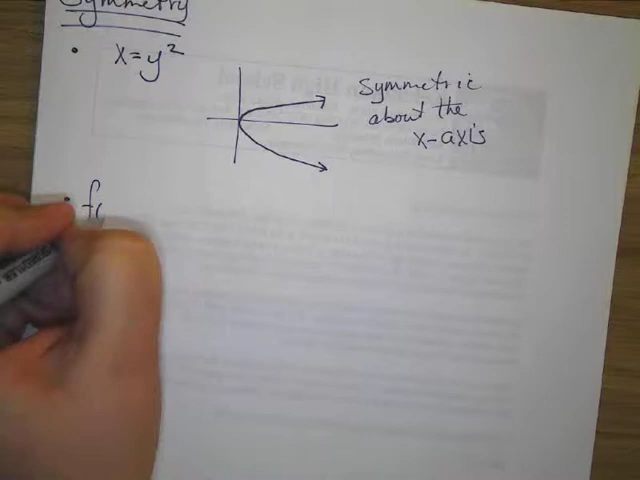 Symmetry
• x=y²
Symmetric
about the
x-axis
• f(